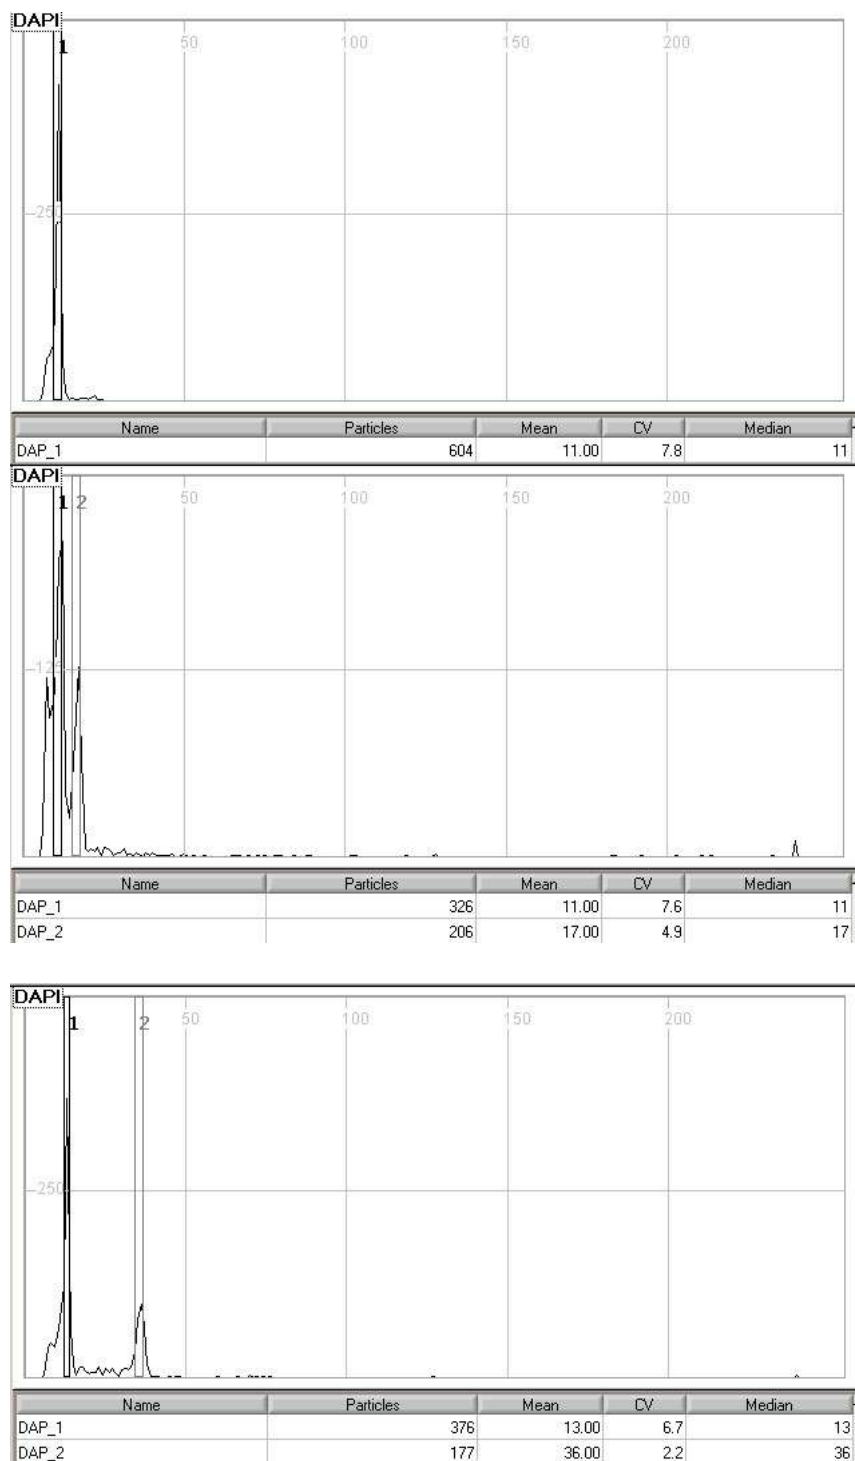 DAPI
1 50 100 150 200
250
Name Particles Mean CV Median
DAP_1 604 11.00 7.8 11
DAPI
1 2 50 100 150 200
125
Name Particles Mean CV Median
DAP_1 326 11.00 7.6 11
DAP_2 206 17.00 4.9 17
DAPI
1 2 50 100 150 200
250
Name Particles Mean CV Median
DAP_1 376 13.00 6.7 13
DAP_2 177 36.00 2.2 36